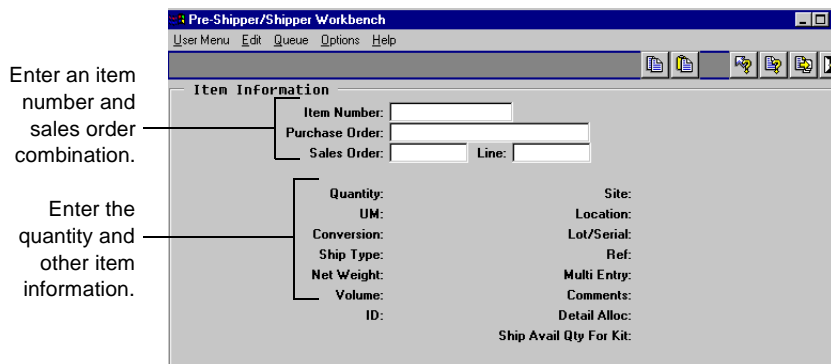 Pre-Shipper/Shipper Workbench
User Menu Edit Queue Options Help
Enter an item
number and
sales order
combination.
Item Information
Item Number:
Purchase Order:
Sales Order: Line:
Enter the
quantity and
other item
information.
Quantity: Site:
UM: Location:
Conversion: Lot/Serial:
Ship Type: Ref:
Net Weight: Multi Entry:
Volume: Comments:
ID: Detail Alloc:
Ship Avail Qty For Kit: